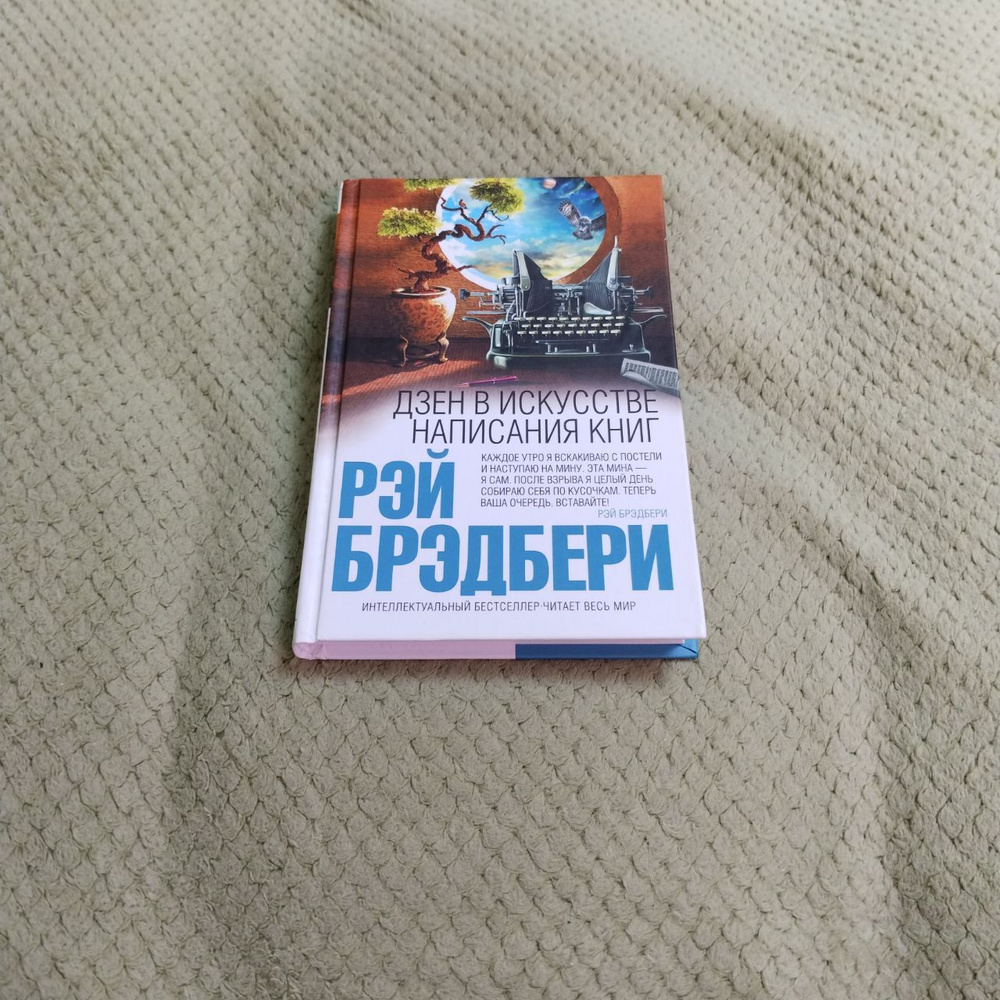 ДЗЕН В ИСКУССТВЕ
НАПИСАНИЯ КНИГ
КАЖДОЕ УТРО Я ВСКАКИВАЮ С ПОСТЕЛИ
И НАСТУПАЮ НА МИНУ. ЭТА МИНА —
Я САМ. ПОСЛЕ ВЗРЫВА Я ЦЕЛЫЙ ДЕНЬ
СОБИРАЮ СЕБЯ ПО КУСОЧКАМ. ТЕПЕРЬ
ВАША ОЧЕРЕДЬ. ВСТАВАЙТЕ!
РЭЙ БРЭДБЕРИ
РЭЙ
БРЭДБЕРИ
ИНТЕЛЛЕКТУАЛЬНЫЙ БЕСТСЕЛЛЕР·ЧИТАЕТ ВЕСЬ МИР